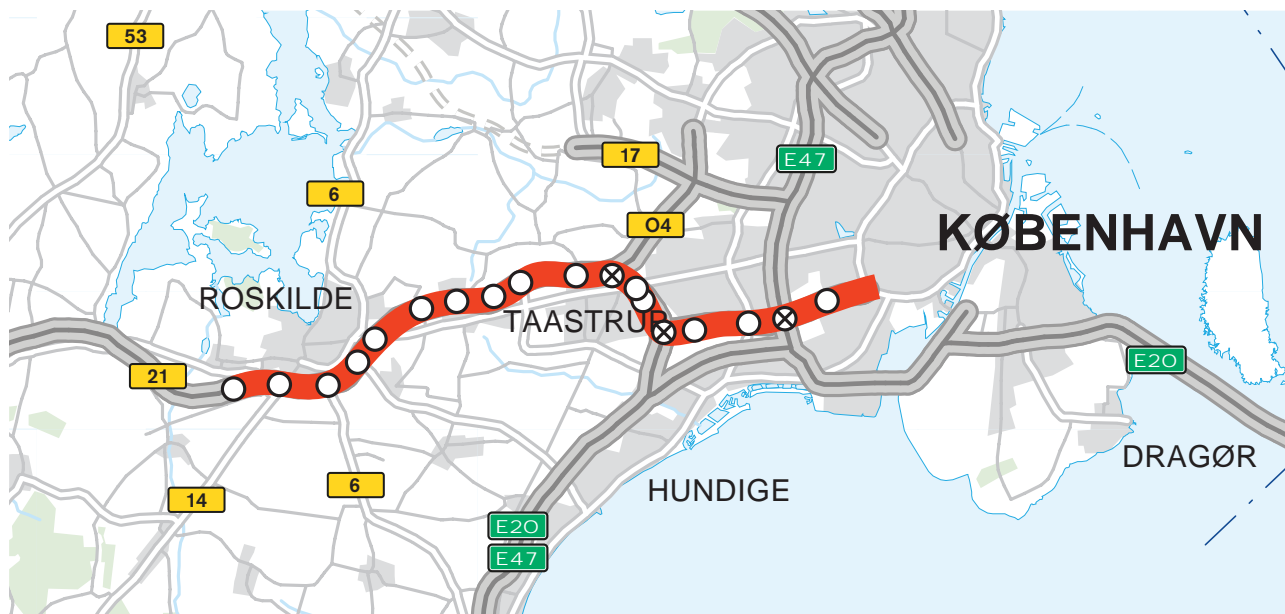 53
17
E47
6
O4
KØBENHAVN
ROSKILDE
TAASTRUP
21
E20
DRAGØR
6
HUNDIGE
14
E20
E47